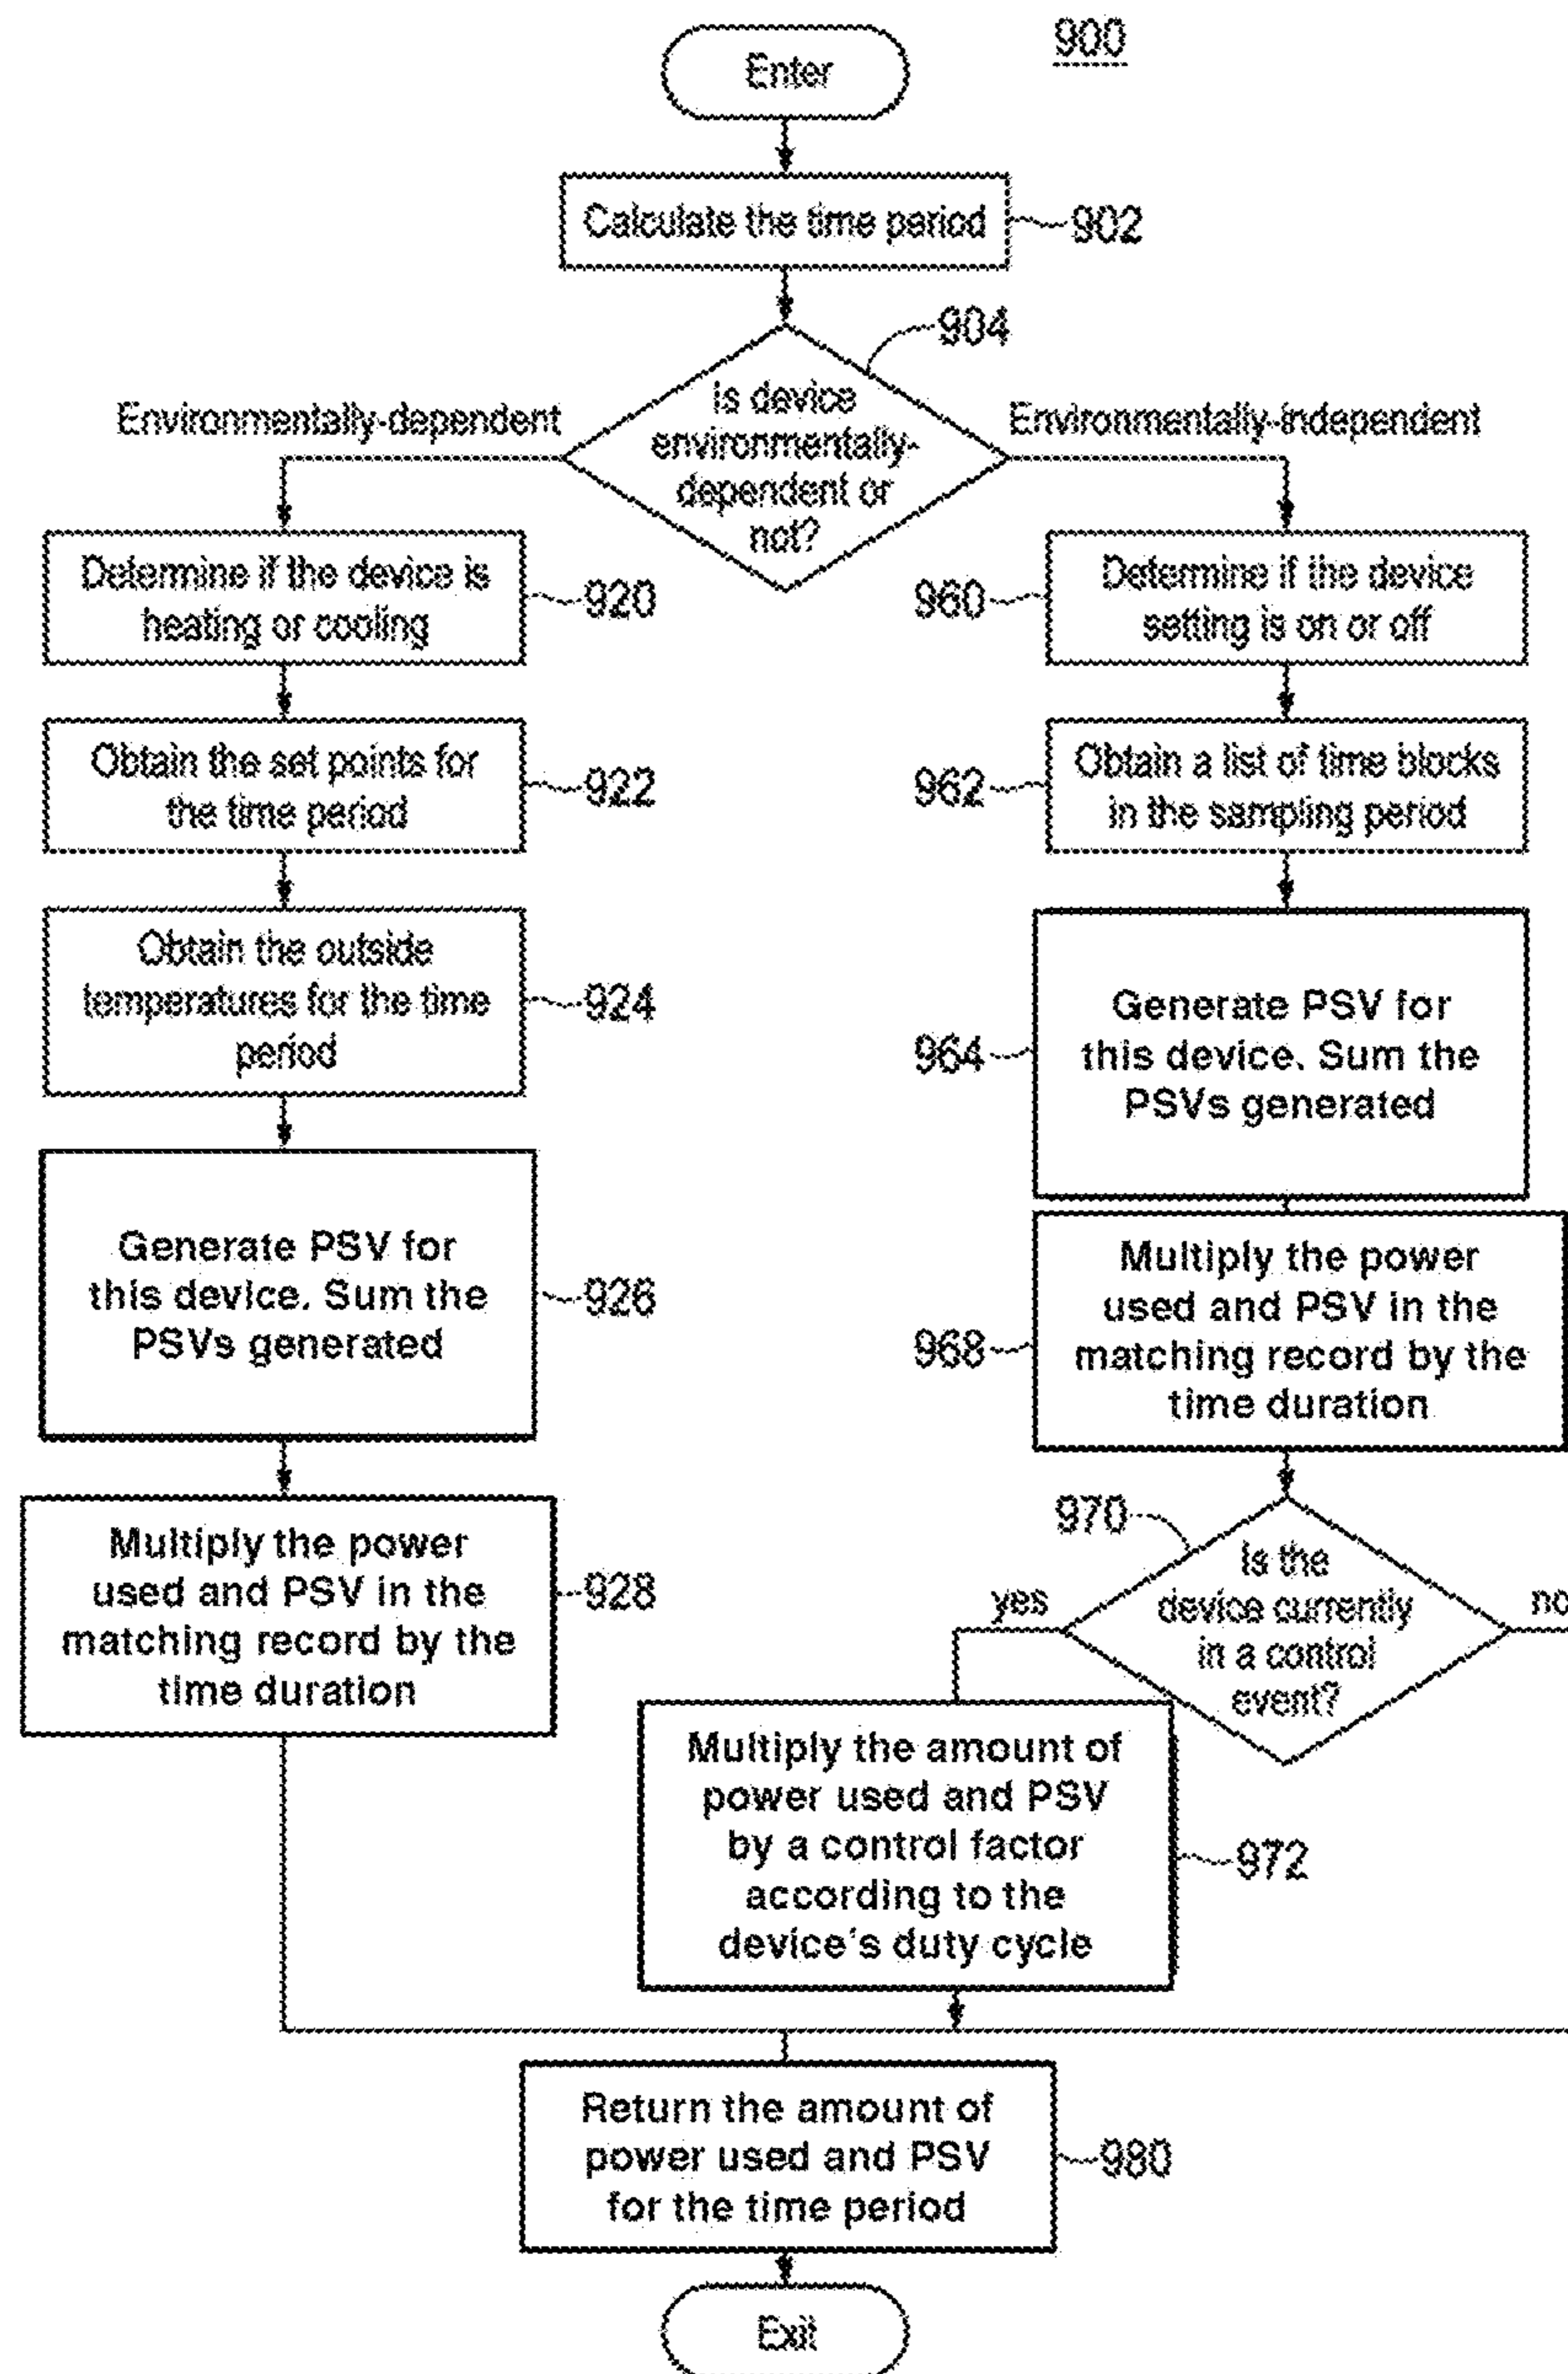 900
Enter
Calculate the time period
902
904
Is device
environmentally-
dependent or
not?
Environmentally-dependent
Environmentally-independent
Determine if the device is
heating or cooling
920
Obtain the set points for
the time period
922
Obtain the outside
temperatures for the time
period
924
Generate PSV for
this device. Sum the
PSVs generated
926
Multiply the power
used and PSV in the
matching record by the
time duration
928
960
Determine if the device
setting is on or off
962
Obtain a list of time blocks
in the sampling period
964
Generate PSV for
this device. Sum the
PSVs generated
968
Multiply the power
used and PSV in the
matching record by the
time duration
970
Is the
device currently
in a control
event?
yes
no
Multiply the amount of
power used and PSV
by a control factor
according to the
device's duty cycle
972
Return the amount of
power used and PSV
for the time period
980
Exit